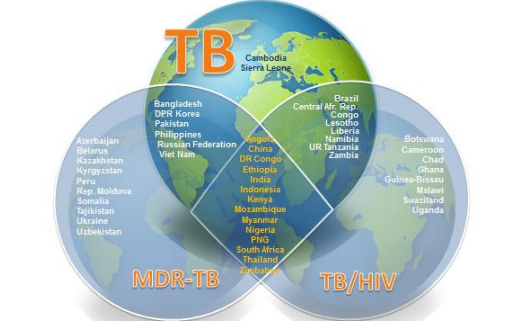 TB
Cambodia
Sierra Leone
Bangladesh
DPR Korea
Pakistan
Philippines
Russian Federation
Viet Nam
Brazil
Central Afr. Rep.
Congo
Lesotho
Liberia
Namibia
UR Tanzania
Zambia
Azerbaijan
Belarus
Kazakhstan
Kyrgyzstan
Peru
Rep. Moldova
Somalia
Tajikistan
Ukraine
Uzbekistan
Angola
China
DR Congo
Ethiopia
India
Indonesia
Kenya
Mozambique
Myanmar
Nigeria
PNG
South Africa
Thailand
Zimbabwe
Botswana
Cameroon
Chad
Ghana
Guinea-Bissau
Malawi
Swaziland
Uganda
MDR-TB
TB/HIV